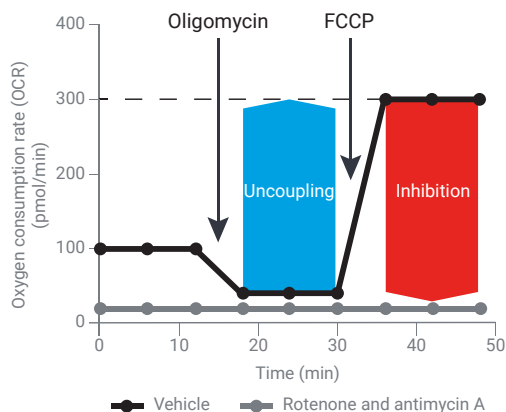 Oligomycin
FCCP
Oxygen consumption rate (OCR)
(pmol/min)
400
300
200
100
0
Uncoupling
Inhibition
0
10
20
30
40
50
Time (min)
Vehicle
Rotenone and antimycin A